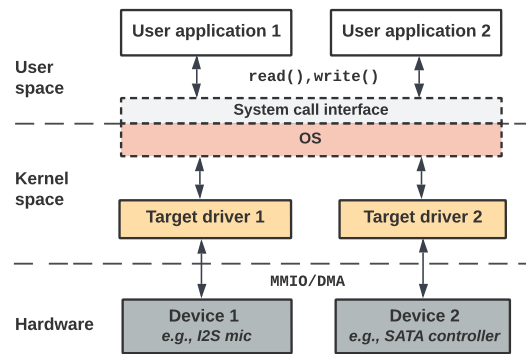 User application 1
User application 2
User
space
read(),write()
System call interface
OS
Kernel
space
Target driver 1
Target driver 2
MMIO/DMA
Hardware
Device 1
e.g., I2S mic
Device 2
e.g., SATA controller